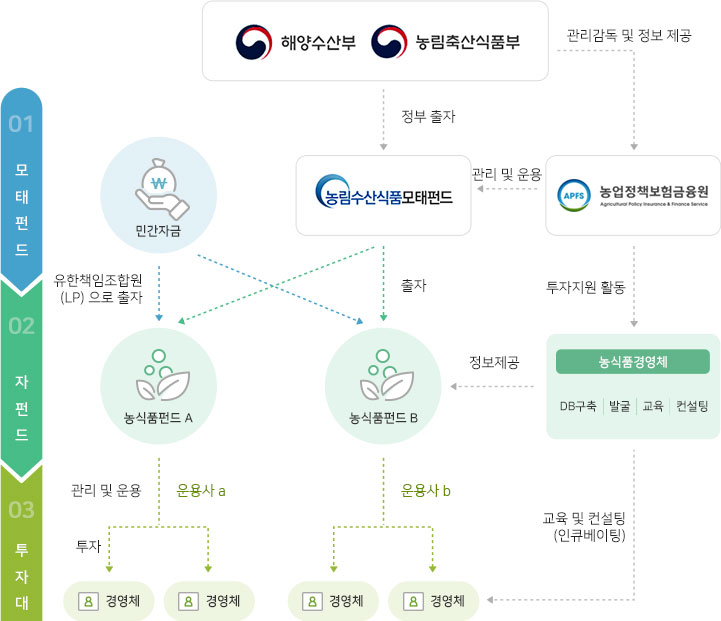 해양수산부
농림축산식품부
관리감독 및 정보 제공
01
모태펀드
정부 출자
₩
민간자금
농림수산식품모태펀드
관리 및 운용
APFS
농업정책보험금융원
Agricultural Policy Insurance & Finance Service
유한책임조합원
(LP) 으로 출자
출자
투자지원 활동
02
자펀드
농식품펀드 A
농식품펀드 B
정보제공
농식품경영체
DB구축
발굴
교육
컨설팅
관리 및 운용
운용사 a
운용사 b
03
투자대
투자
교육 및 컨설팅
(인큐베이팅)
경영체
경영체
경영체
경영체